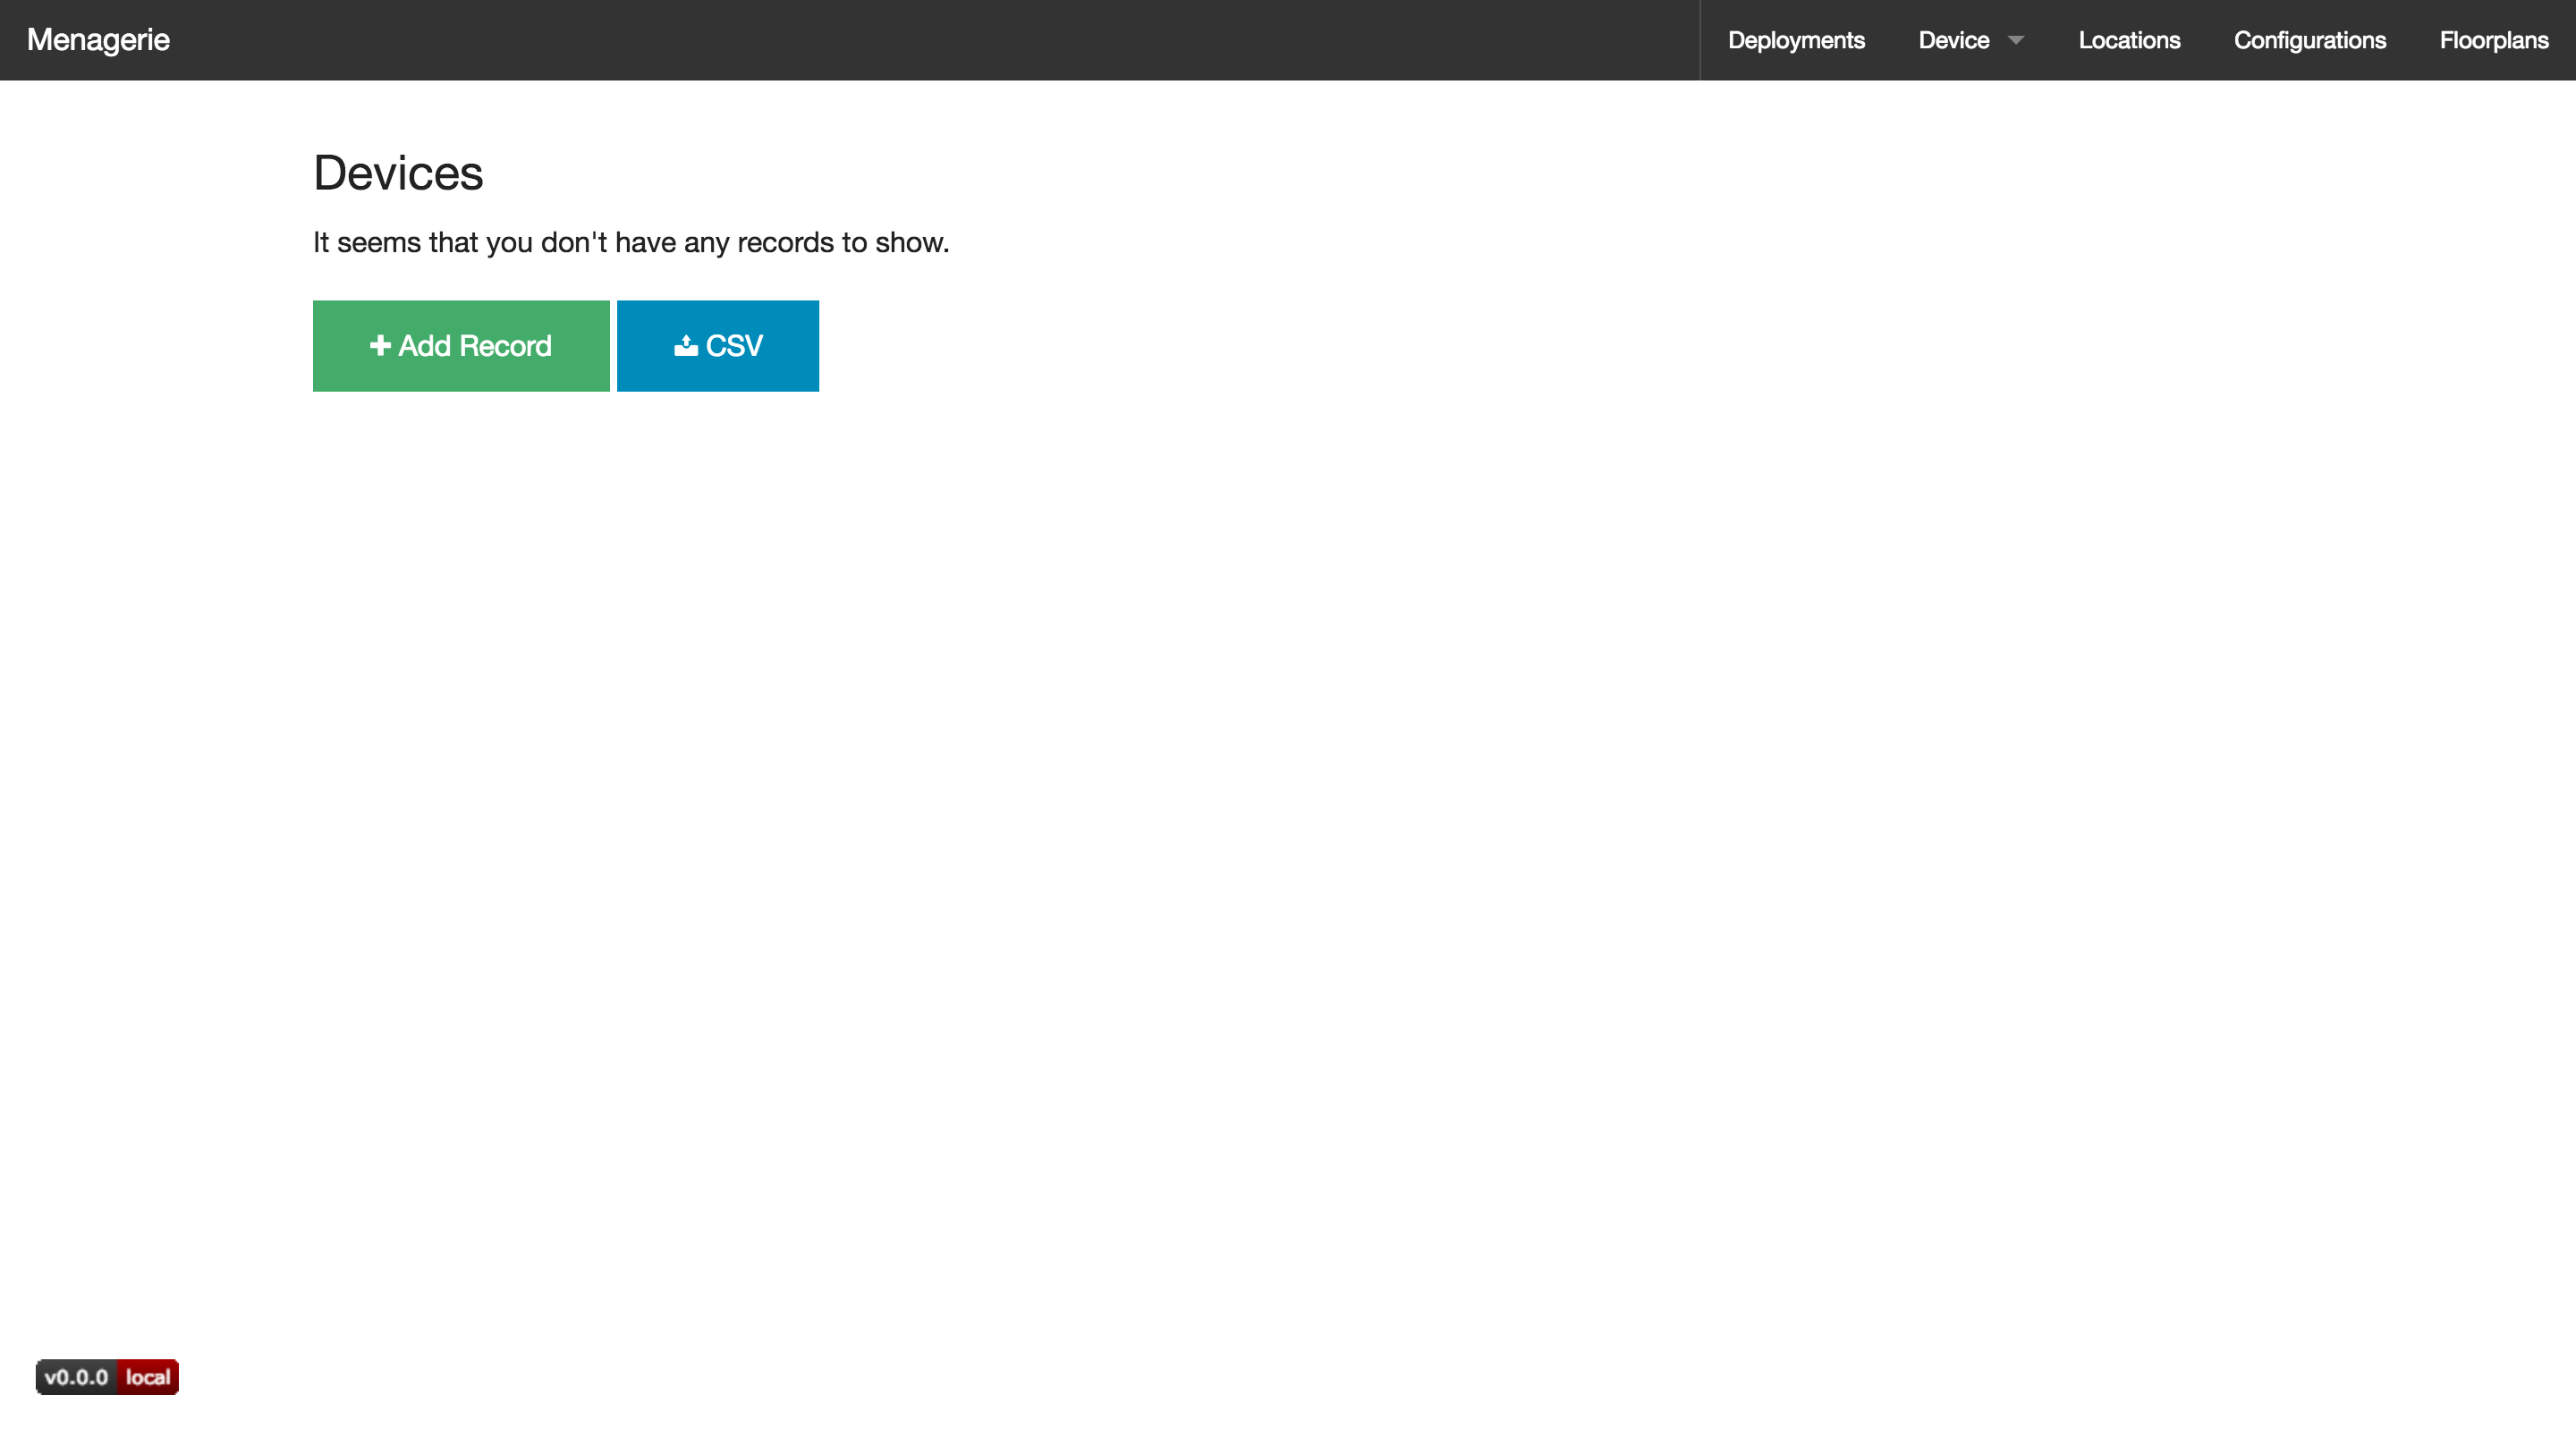 Menagerie Deployments Device Locations Configurations Floorplans
Devices
It seems that you don't have any records to show.
Add Record CSV
v0.0.0 local